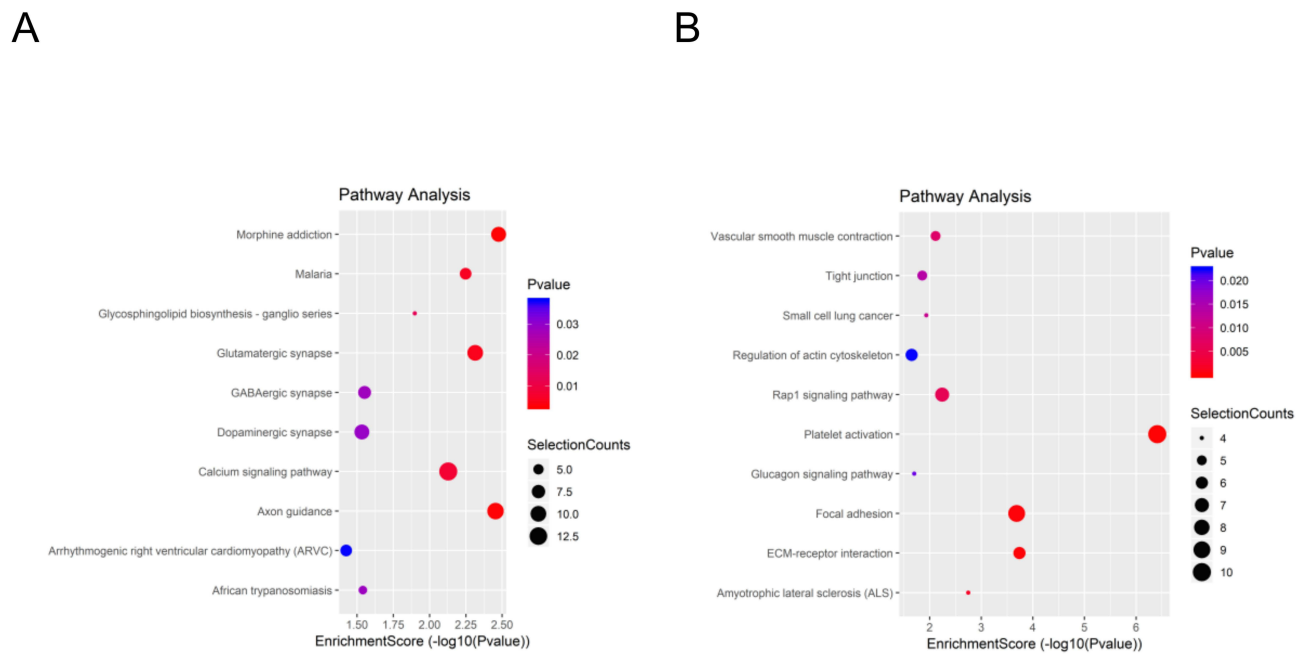 A
Pathway Analysis
Morphine addiction
Malaria
Glycosphingolipid biosynthesis - ganglio series
Glutamatergic synapse
GABAergic synapse
Dopaminergic synapse
Calcium signaling pathway
Axon guidance
Arrhythmogenic right ventricular cardiomyopathy (ARVC)
African trypanosomiasis
1.50 1.75 2.00 2.25 2.50
EnrichmentScore (-log10(Pvalue))
Pvalue
0.03
0.02
0.01
SelectionCounts
5.0
7.5
10.0
12.5
B
Pathway Analysis
Vascular smooth muscle contraction
Tight junction
Small cell lung cancer
Regulation of actin cytoskeleton
Rap1 signaling pathway
Platelet activation
Glucagon signaling pathway
Focal adhesion
ECM-receptor interaction
Amyotrophic lateral sclerosis (ALS)
2 3 4 5 6
EnrichmentScore (-log10(Pvalue))
Pvalue
0.020
0.015
0.010
0.005
SelectionCounts
4
5
6
7
8
9
10